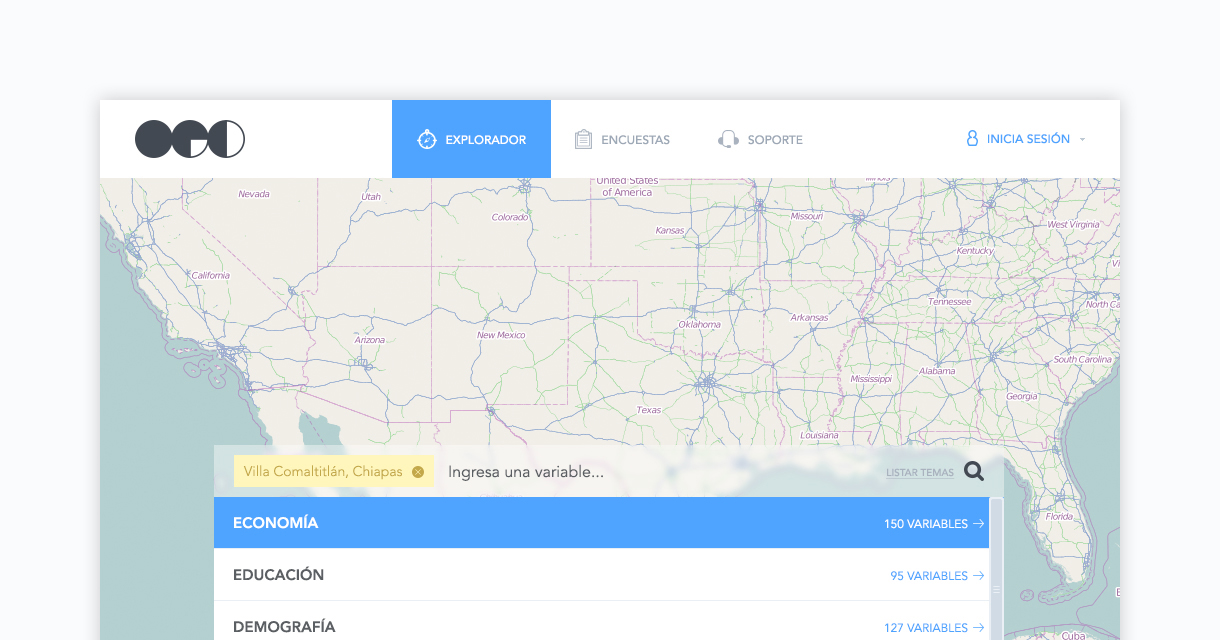 EXPLORADOR
ENCUESTAS
SOPORTE
INICIA SESIÓN
United States
of America
Illinois
Nevada
Utah
Colorado
Kansas
Missouri
West Virginia
Kentucky
California
Tennessee
North Ca
Arizona
New Mexico
Oklahoma
Arkansas
South Carolina
Alabama
Mississippi
Georgia
Texas
Louisiana
Villa Comaltitlán, Chiapas
Ingresa una variable...
LISTAR TEMAS
Florida
ECONOMÍA
150 VARIABLES
EDUCACIÓN
95 VARIABLES
DEMOGRAFÍA
127 VARIABLES
Cuba